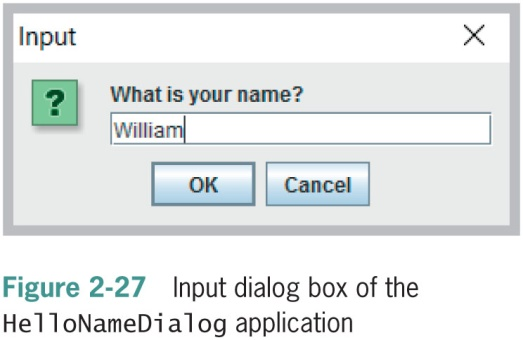 Input
?
What is your name?
William
OK Cancel
Figure 2-27 Input dialog box of the
HelloNameDialog application